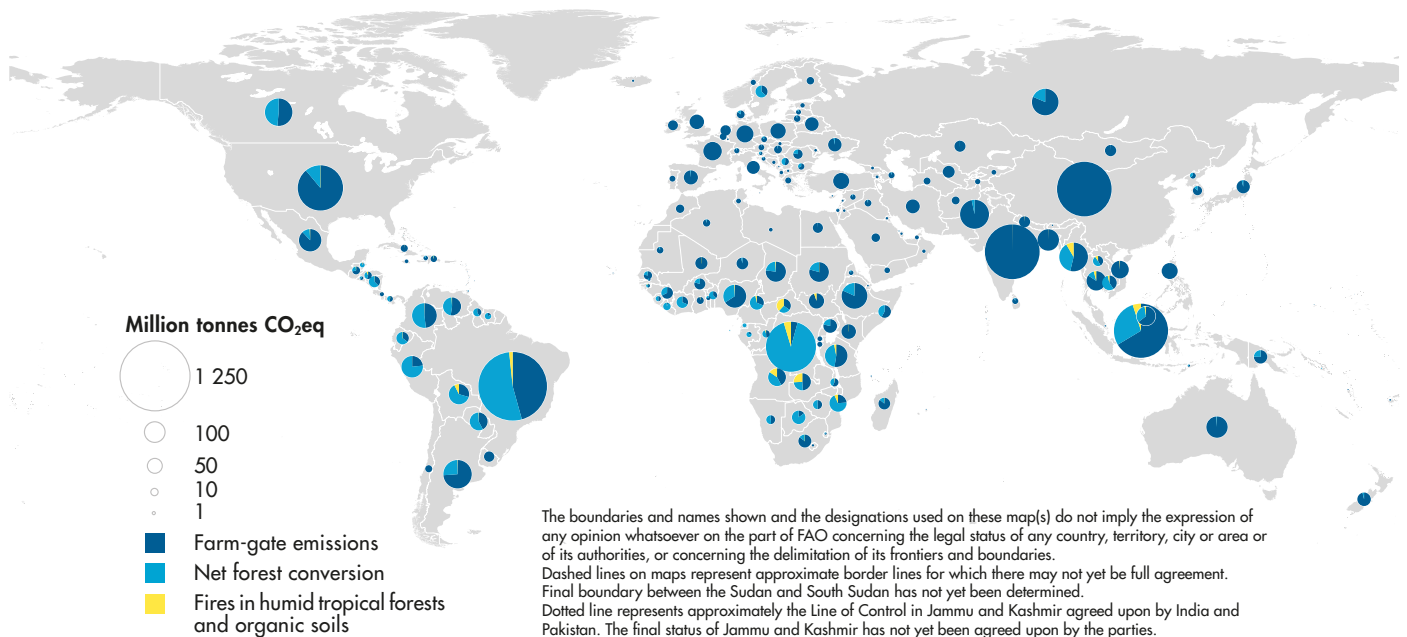 Million tonnes CO₂eq
1 250
100
50
10
1
Farm-gate emissions
Net forest conversion
Fires in humid tropical forests
and organic soils
The boundaries and names shown and the designations used on these map(s) do not imply the expression of
any opinion whatsoever on the part of FAO concerning the legal status of any country, territory, city or area or
of its authorities, or concerning the delimitation of its frontiers and boundaries.
Dashed lines on maps represent approximate border lines for which there may not yet be full agreement.
Final boundary between the Sudan and South Sudan has not yet been determined.
Dotted line represents approximately the Line of Control in Jammu and Kashmir agreed upon by India and
Pakistan. The final status of Jammu and Kashmir has not yet been agreed upon by the parties.